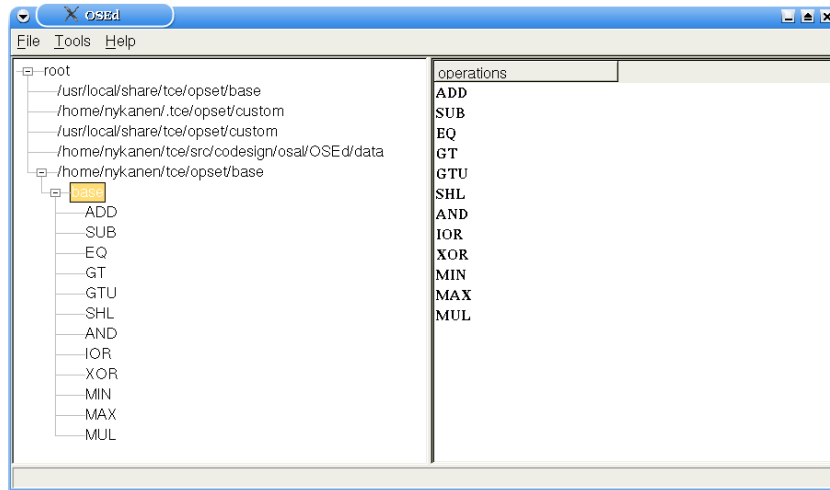 OSEd
File Tools Help
root
/usr/local/share/tce/opset/base
/home/nykanen/.tce/opset/custom
/usr/local/share/tce/opset/custom
/home/nykanen/tce/src/codesign/osal/OSEd/data
/home/nykanen/tce/opset/base
base
ADD
SUB
EQ
GT
GTU
SHL
AND
IOR
XOR
MIN
MAX
MUL
operations
ADD
SUB
EQ
GT
GTU
SHL
AND
IOR
XOR
MIN
MAX
MUL